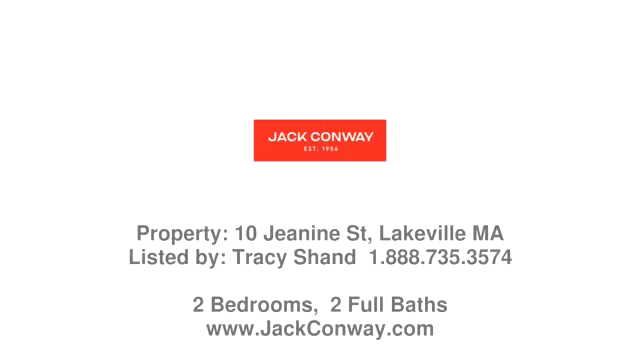 JACK CONWAY
EST. 1956
Property: 10 Jeanine St, Lakeville MA
Listed by: Tracy Shand  1.888.735.3574
2 Bedrooms,  2 Full Baths
www.JackConway.com